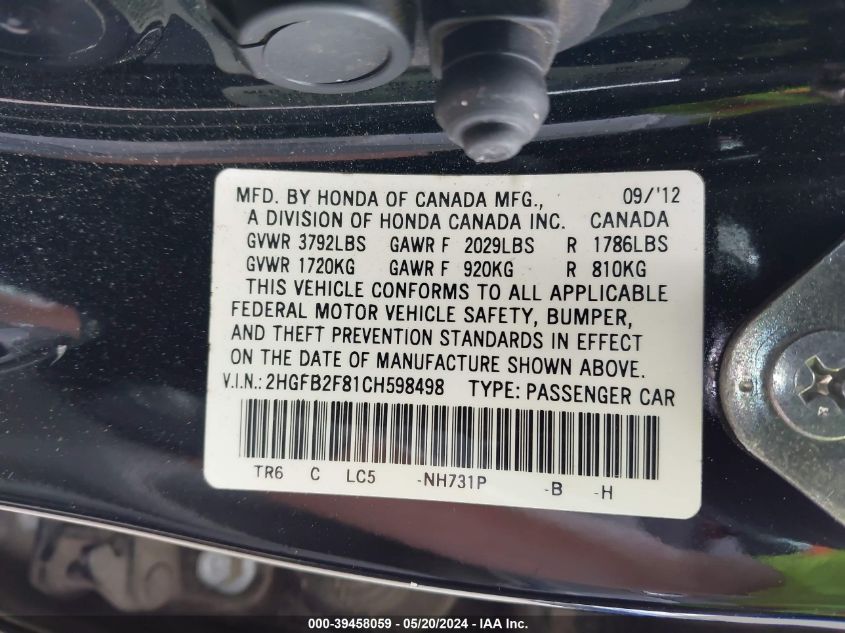 MFD. BY HONDA OF CANADA MFG., 09/'12
A DIVISION OF HONDA CANADA INC. CANADA
GVWR 3792LBS GAWR F 2029LBS R 1786LBS
GVWR 1720KG GAWR F 920KG R 810KG
THIS VEHICLE CONFORMS TO ALL APPLICABLE
FEDERAL MOTOR VEHICLE SAFETY, BUMPER,
AND THEFT PREVENTION STANDARDS IN EFFECT
ON THE DATE OF MANUFACTURE SHOWN ABOVE.
V.I.N.: 2HGFB2F81CH598498 TYPE: PASSENGER CAR
TR6 C LC5 -NH731P -B -H
000-39458059 - 05/20/2024 - IAA Inc.